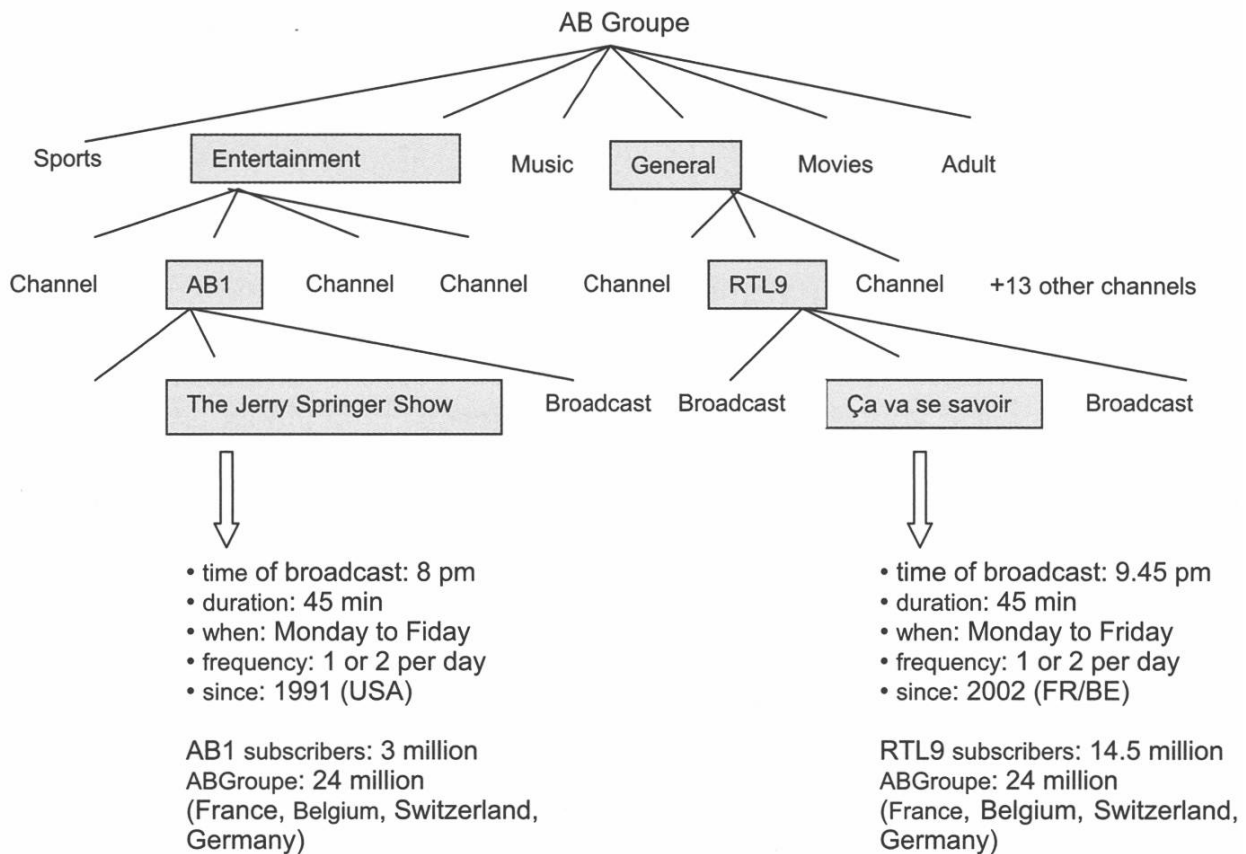 AB Groupe
Sports Entertainment Music General Movies Adult
Channel AB1 Channel Channel Channel RTL9 Channel +13 other channels
The Jerry Springer Show Broadcast Broadcast Ça va se savoir Broadcast
• time of broadcast: 8 pm
• duration: 45 min
• when: Monday to Fiday
• frequency: 1 or 2 per day
• since: 1991 (USA)
AB1 subscribers: 3 million
ABGroupe: 24 million
(France, Belgium, Switzerland,
Germany)
• time of broadcast: 9.45 pm
• duration: 45 min
• when: Monday to Friday
• frequency: 1 or 2 per day
• since: 2002 (FR/BE)
RTL9 subscribers: 14.5 million
ABGroupe: 24 million
(France, Belgium, Switzerland,
Germany)